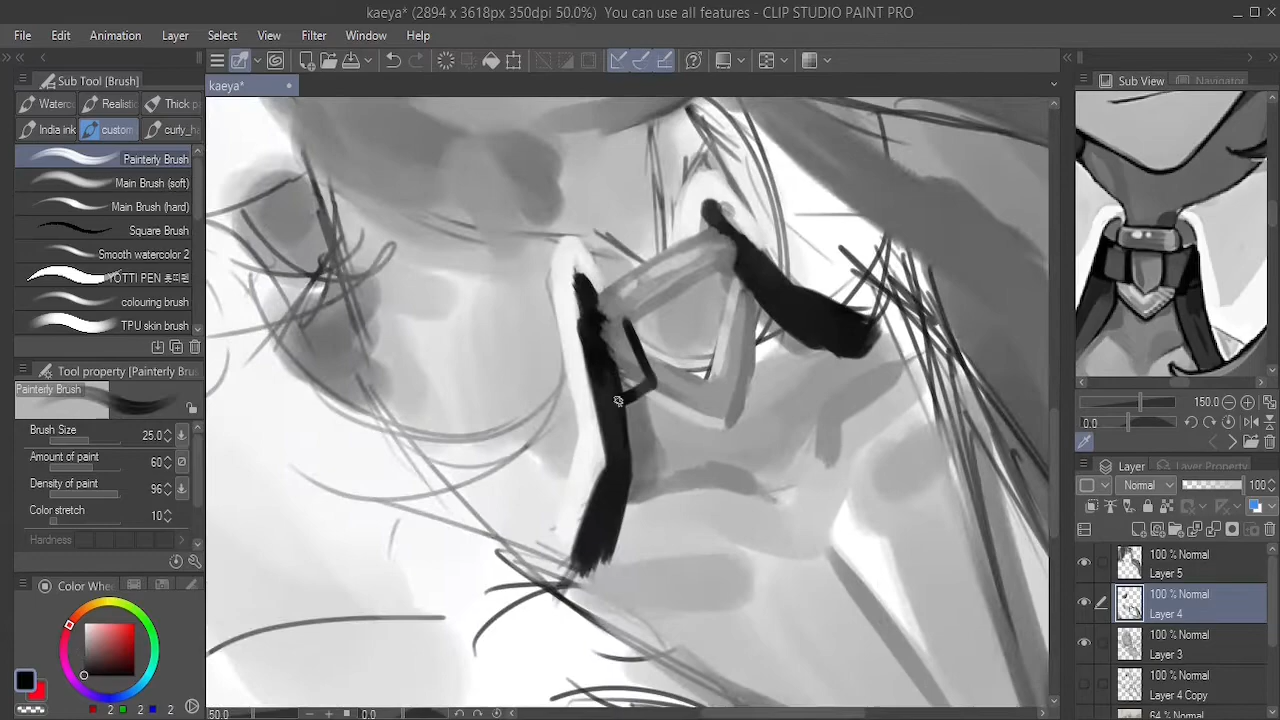 kaeya* (2894 x 3618px 350dpi 50.0%) You can use all features - CLIP STUDIO PAINT PRO
File Edit Animation Layer Select View Filter Window Help
kaeya*
Sub Tool [Brush]
Waterc Realistic Thick p
India ink custom curly_ha
Painterly Brush
Main Brush (soft)
Main Brush (hard)
Square Brush
Smooth watercolor 2
colouring brush
TPU skin brush
Tool property [Painterly Brus
Painterly Brush
Brush Size 25.0
Amount of paint 60
Density of paint 96
Color stretch 10
Hardness
Color Whe
2 2 2
50.0 0.0
Sub View Navigator
150.0
0.0
Layer Layer Property
Normal 100
100 % Normal
Layer 5
100 % Normal
Layer 4
100 % Normal
Layer 3
100 % Normal
Layer 4 Copy
64 % Normal